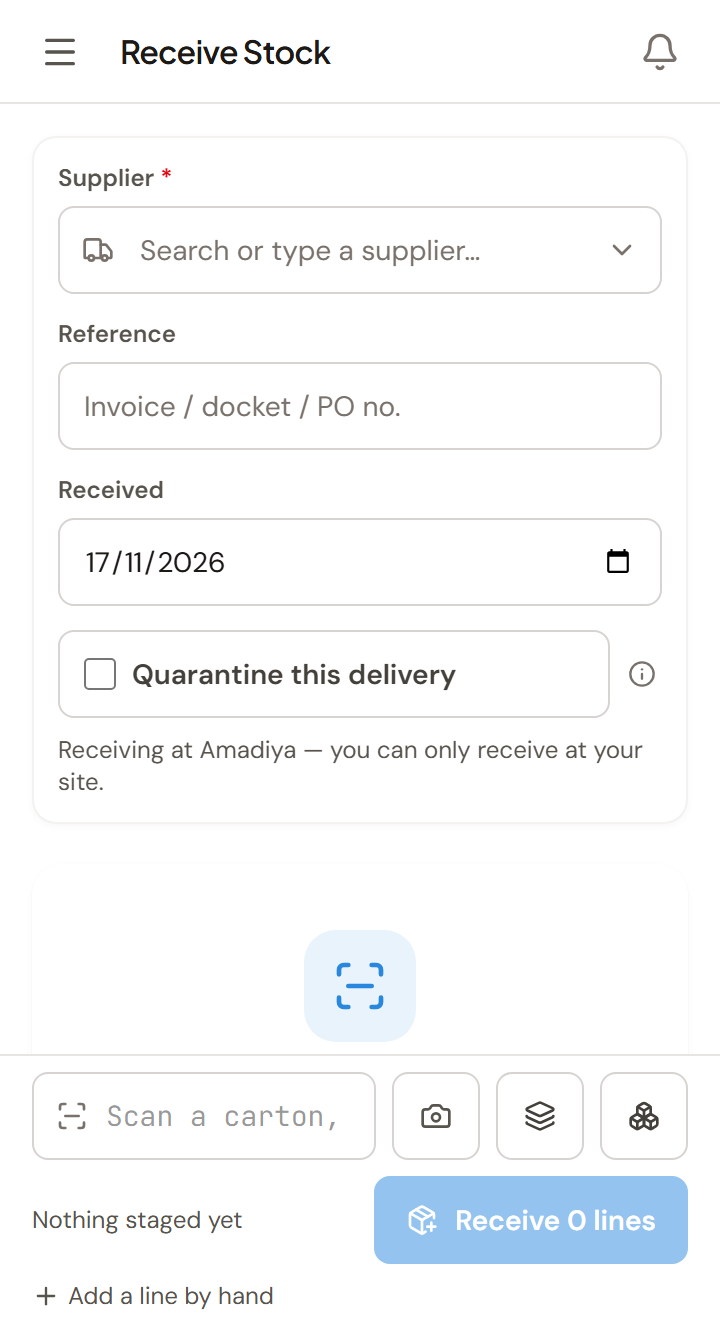 Receive Stock
Supplier *
Search or type a supplier...
Reference
Invoice / docket / PO no.
Received
17/11/2026
Quarantine this delivery
Receiving at Amadiya — you can only receive at your
site.
Scan a carton,
Nothing staged yet
Receive 0 lines
+ Add a line by hand